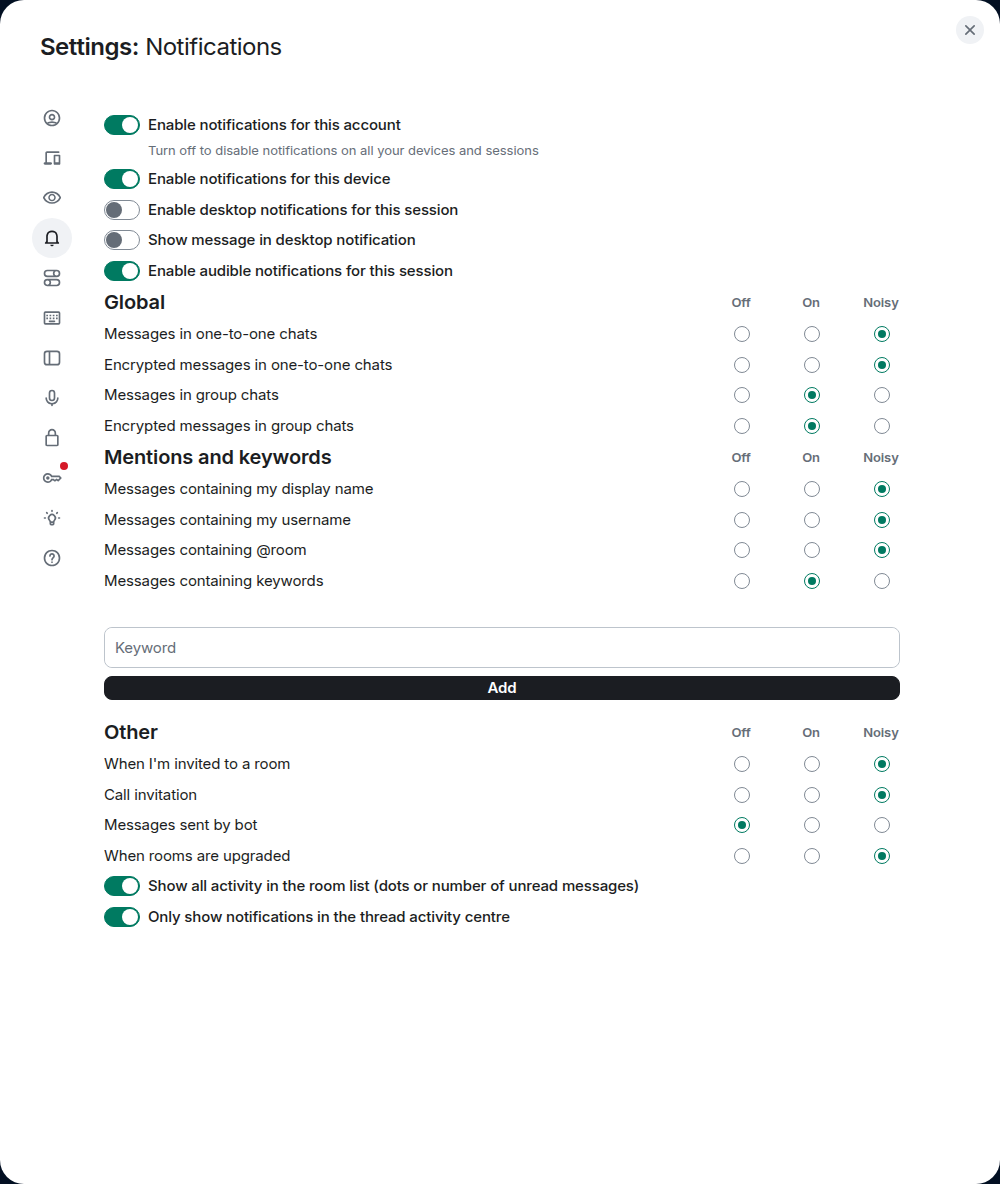 Settings: Notifications
Enable notifications for this account
Turn off to disable notifications on all your devices and sessions
Enable notifications for this device
Enable desktop notifications for this session
Show message in desktop notification
Enable audible notifications for this session
Global Off On Noisy
Messages in one-to-one chats
Encrypted messages in one-to-one chats
Messages in group chats
Encrypted messages in group chats
Mentions and keywords Off On Noisy
Messages containing my display name
Messages containing my username
Messages containing @room
Messages containing keywords
Keyword
Add
Other Off On Noisy
When I'm invited to a room
Call invitation
Messages sent by bot
When rooms are upgraded
Show all activity in the room list (dots or number of unread messages)
Only show notifications in the thread activity centre